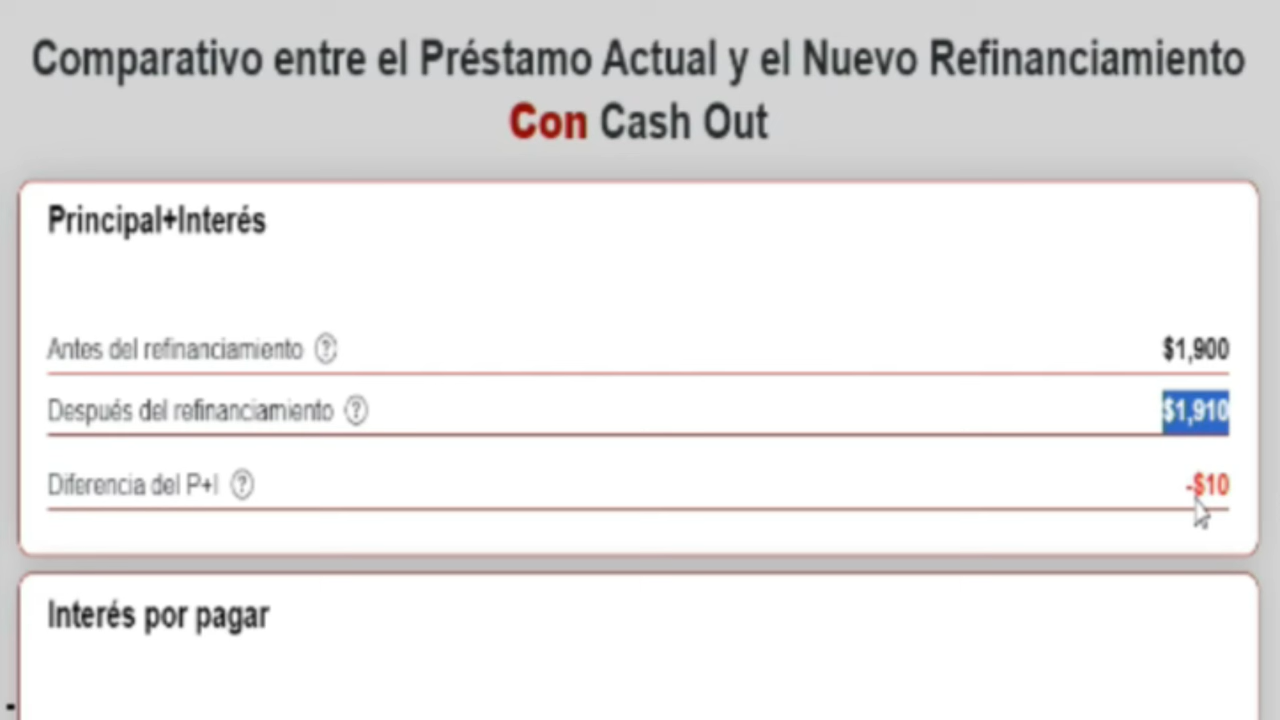 Comparativo entre el Préstamo Actual y el Nuevo Refinanciamiento
Con Cash Out
Principal+Interés
Antes del refinanciamiento ? $1,900
Después del refinanciamiento ? $1,910
Diferencia del P+I ? -$10
Interés por pagar
-